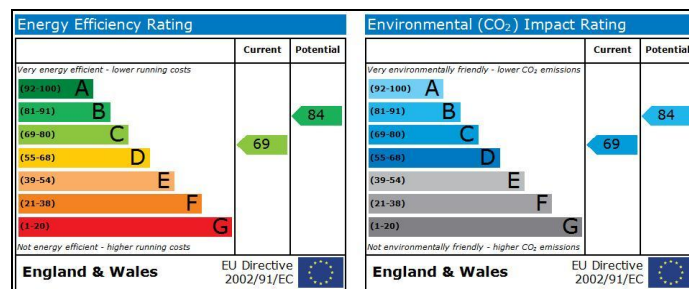 Energy Efficiency Rating
Current Potential
Very energy efficient - lower running costs
(92-100) A
(81-91) B
84
(69-80) C
69
(55-68) D
(39-54) E
(21-38) F
(1-20) G
Not energy efficient - higher running costs
England & Wales
EU Directive
2002/91/EC
Environmental (CO₂) Impact Rating
Current Potential
Very environmentally friendly - lower CO₂ emissions
(92-100) A
(81-91) B
84
(69-80) C
69
(55-68) D
(39-54) E
(21-38) F
(1-20) G
Not environmentally friendly - higher CO₂ emissions
England & Wales
EU Directive
2002/91/EC